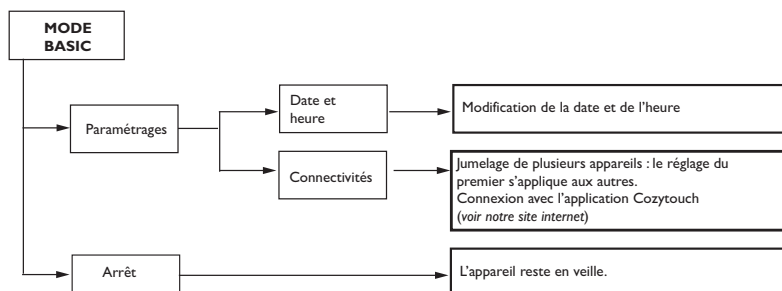 MODE
BASIC
Date et
heure
Modification de la date et de l'heure
Paramétrages
Connectivités
Jumelage de plusieurs appareils : le réglage du
premier s'applique aux autres.
Connexion avec l'application Cozytouch
(voir notre site internet)
Arrêt
L'appareil reste en veille.